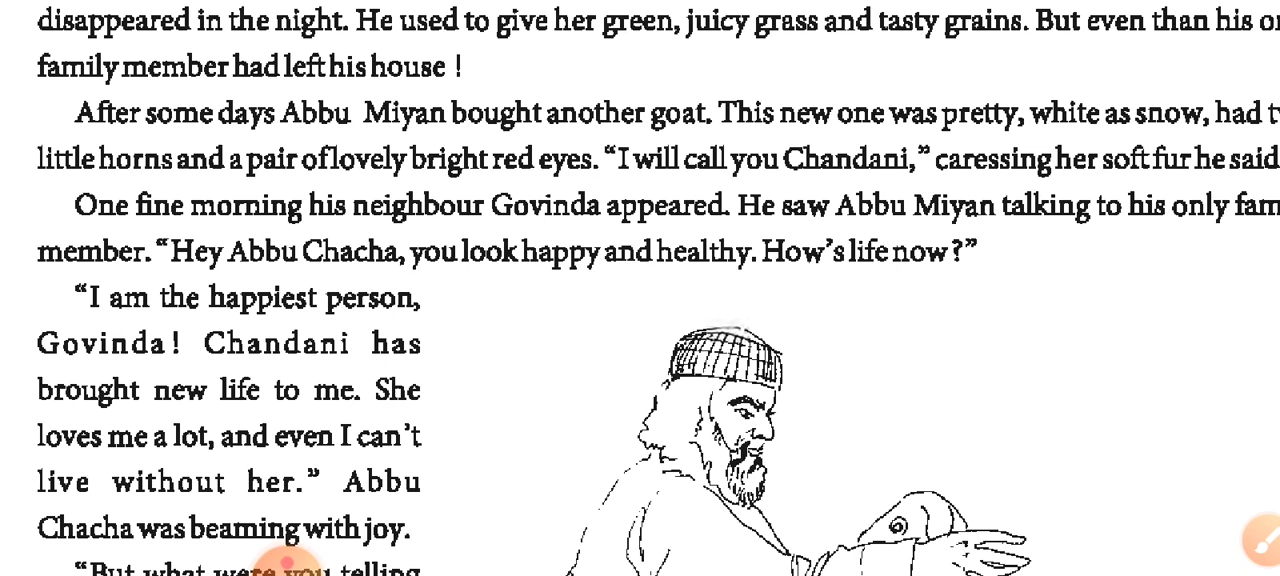 disappeared in the night. He used to give her green, juicy grass and tasty grains. But even than his
family member had left his house !
After some days Abbu Miyan bought another goat. This new one was pretty, white as snow, had
little horns and a pair of lovely bright red eyes. “I will call you Chandani,” caressing her soft fur he said
One fine morning his neighbour Govinda appeared. He saw Abbu Miyan talking to his only
member. “Hey Abbu Chacha, you look happy and healthy. How’s life now?”
“I am the happiest person,
Govinda! Chandani has
brought new life to me. She
loves me a lot, and even I can’t
live without her.” Abbu
Chacha was beaming with joy.
“But what were you telling